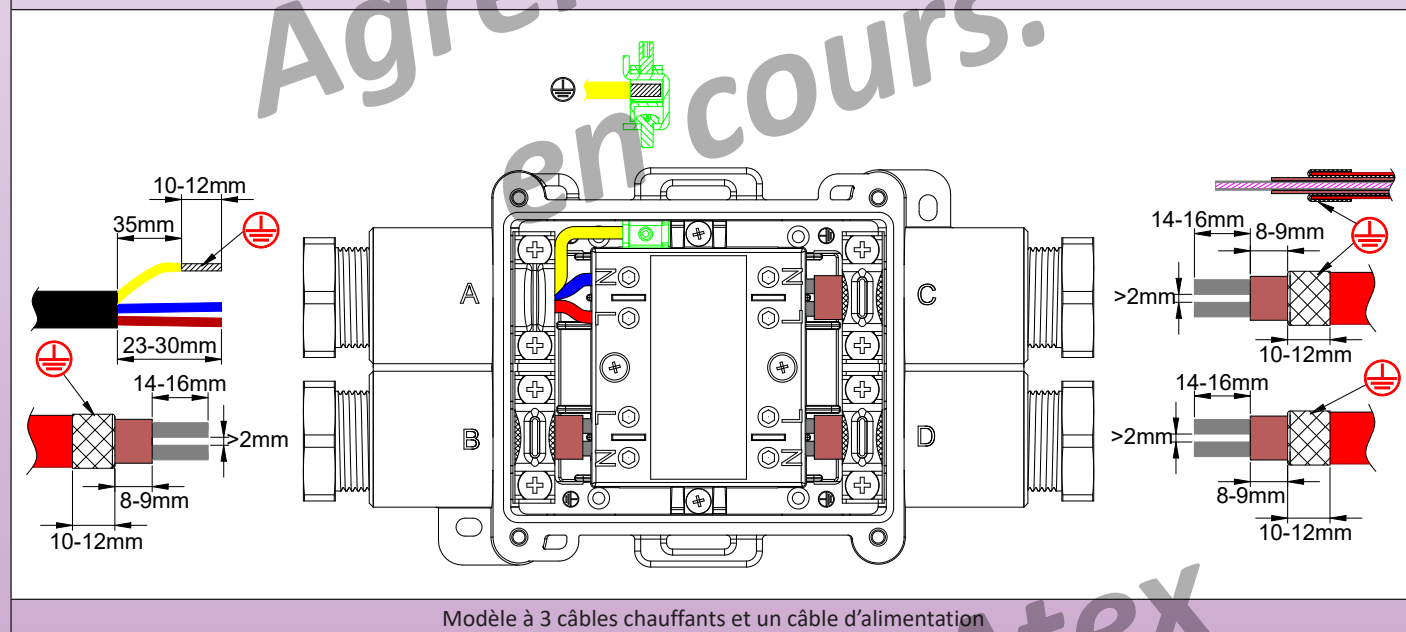 Agré
en cours.
10-12mm
35mm
23-30mm
14-16mm
>2mm
8-9mm
10-12mm
A
B
C
D
N
L
N
L
L
N
L
N
14-16mm
8-9mm
>2mm
10-12mm
14-16mm
>2mm
8-9mm
10-12mm
Modèle à 3 câbles chauffants et un câble d’alimentation
tex